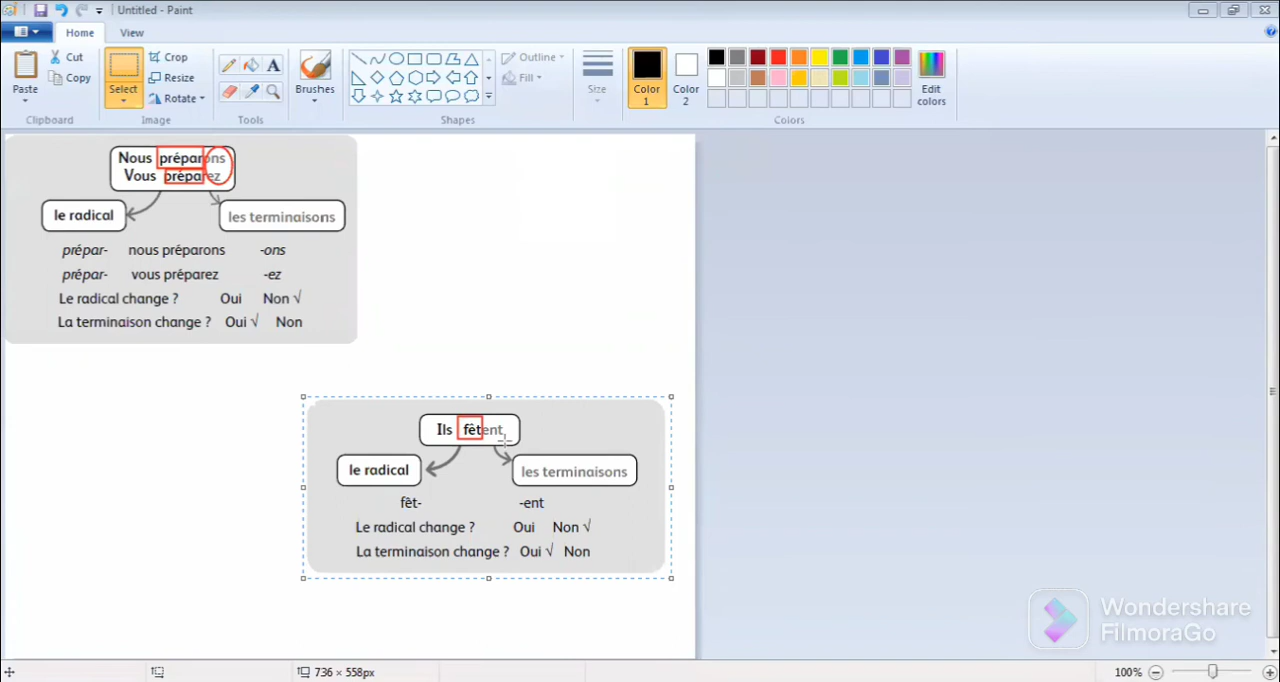 Untitled - Paint
Home
View
Paste
Cut
Copy
Clipboard
Select
Crop
Resize
Rotate
Image
A
Tools
Brushes
Outline
Fill
Shapes
Size
Color 1
Color 2
Edit colors
Colors
Nous préparons
Vous préparez
le radical
les terminaisons
prépar- nous préparons -ons
prépar- vous préparez -ez
Le radical change ? Oui Non √
La terminaison change ? Oui √ Non
Ils fêtent
le radical
les terminaisons
fêt- -ent
Le radical change ? Oui Non √
La terminaison change ? Oui √ Non
Wondershare
FilmoraGo
736 × 558px
100%